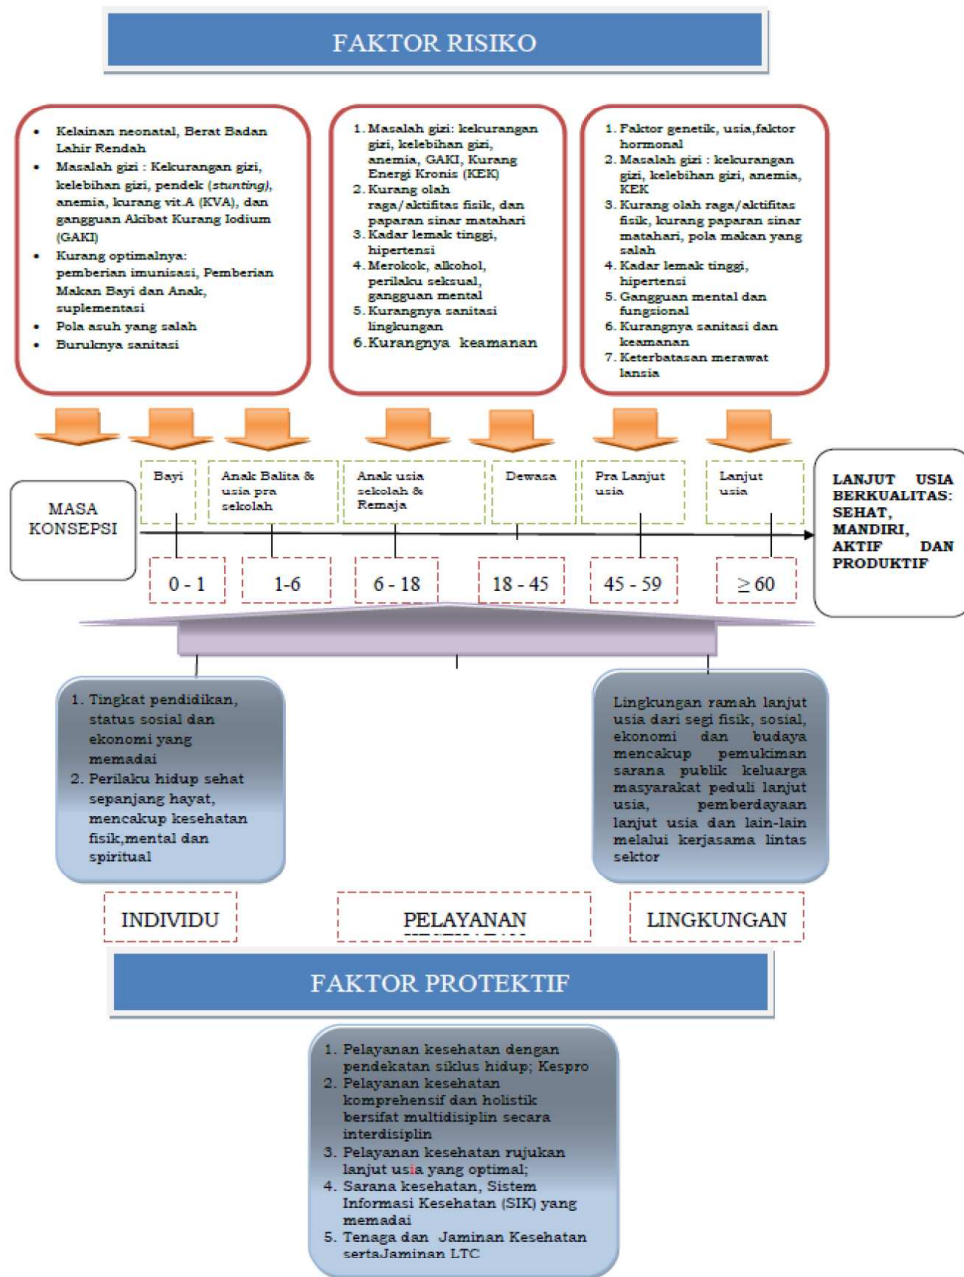 FAKTOR RISIKO
• Kelainan neonatal, Berat Badan
Lahir Rendah
• Masalah gizi : Kekurangan gizi,
kelebihan gizi, pendek (stunting),
anemia, kurang vit.A (KVA), dan
gangguan Akibat Kurang Iodium
(GAKI)
• Kurang optimalnya:
pemberian imunisasi, Pemberian
Makan Bayi dan Anak,
suplementasi
• Pola asuh yang salah
• Buruknya sanitasi
1. Masalah gizi: kekurangan
gizi, kelebihan gizi,
anemia, GAKI, Kurang
Energi Kronis (KEK)
2. Kurang olah
raga/aktifitas fisik, dan
paparan sinar matahari
3. Kadar lemak tinggi,
hipertensi
4. Merokok, alkohol,
perilaku seksual,
gangguan mental
5. Kurangnya sanitasi
lingkungan
6. Kurangnya keamanan
1. Faktor genetik, usia,faktor
hormonal
2. Masalah gizi : kekurangan
gizi, kelebihan gizi, anemia,
KEK
3. Kurang olah raga/aktifitas
fisik, kurang paparan sinar
matahari, pola makan yang
salah
4. Kadar lemak tinggi,
hipertensi
5. Gangguan mental dan
fungsional
6. Kurangnya sanitasi dan
keamanan
7. Keterbatasan merawat
lansia
MASA
KONSEPSI
Bayi
Anak Balita &
usia pra
sekolah
Anak usia
sekolah &
Remaja
Dewasa
Pra Lanjut
usia
Lanjut
usia
LANJUT USIA
BERKUALITAS:
SEHAT,
MANDIRI,
AKTIF DAN
PRODUKTIF
0 - 1
1-6
6 - 18
18 - 45
45 - 59
≥ 60
1. Tingkat pendidikan,
status sosial dan
ekonomi yang
memadai
2. Perilaku hidup sehat
sepanjang hayat,
mencakup kesehatan
fisik,mental dan
spiritual
Lingkungan ramah lanjut
usia dari segi fisik, sosial,
ekonomi dan budaya
mencakup pemukiman
sarana publik keluarga
masyarakat peduli lanjut
usia, pemberdayaan
lanjut usia dan lain-lain
melalui kerjasama lintas
sektor
INDIVIDU
PELAYANAN
LINGKUNGAN
FAKTOR PROTEKTIF
1. Pelayanan kesehatan dengan
pendekatan siklus hidup; Kespro
2. Pelayanan kesehatan
komprehensif dan holistik
bersifat multidisiplin secara
interdisiplin
3. Pelayanan kesehatan rujukan
lanjut usia yang optimal;
4. Sarana kesehatan, Sistem
Informasi Kesehatan (SIK) yang
memadai
5. Tenaga dan Jaminan Kesehatan
sertaJaminan LTC